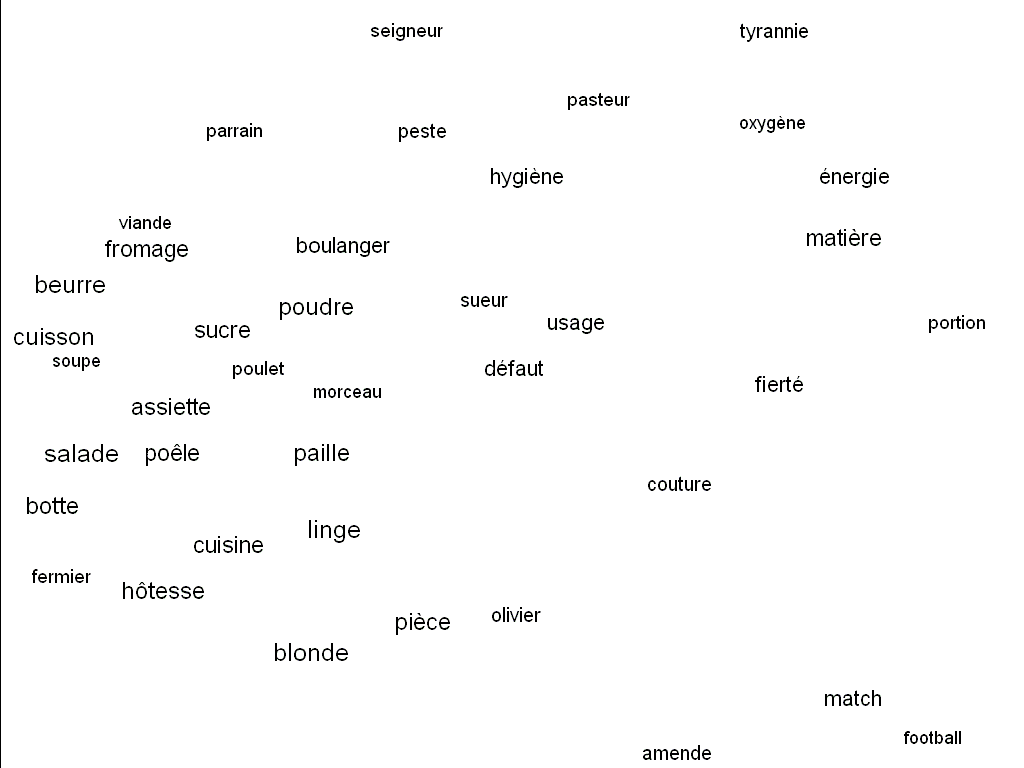 seigneur
tyrannie
pasteur
oxygène
parrain
peste
hygiène
énergie
viande
matière
fromage
boulanger
beurre
sueur
poudre
usage
portion
sucre
cuisson
soupe
poulet
défaut
fierté
morceau
assiette
salade
poêle
paille
couture
botte
linge
cuisine
fermier
hôtesse
olivier
pièce
blonde
match
football
amende